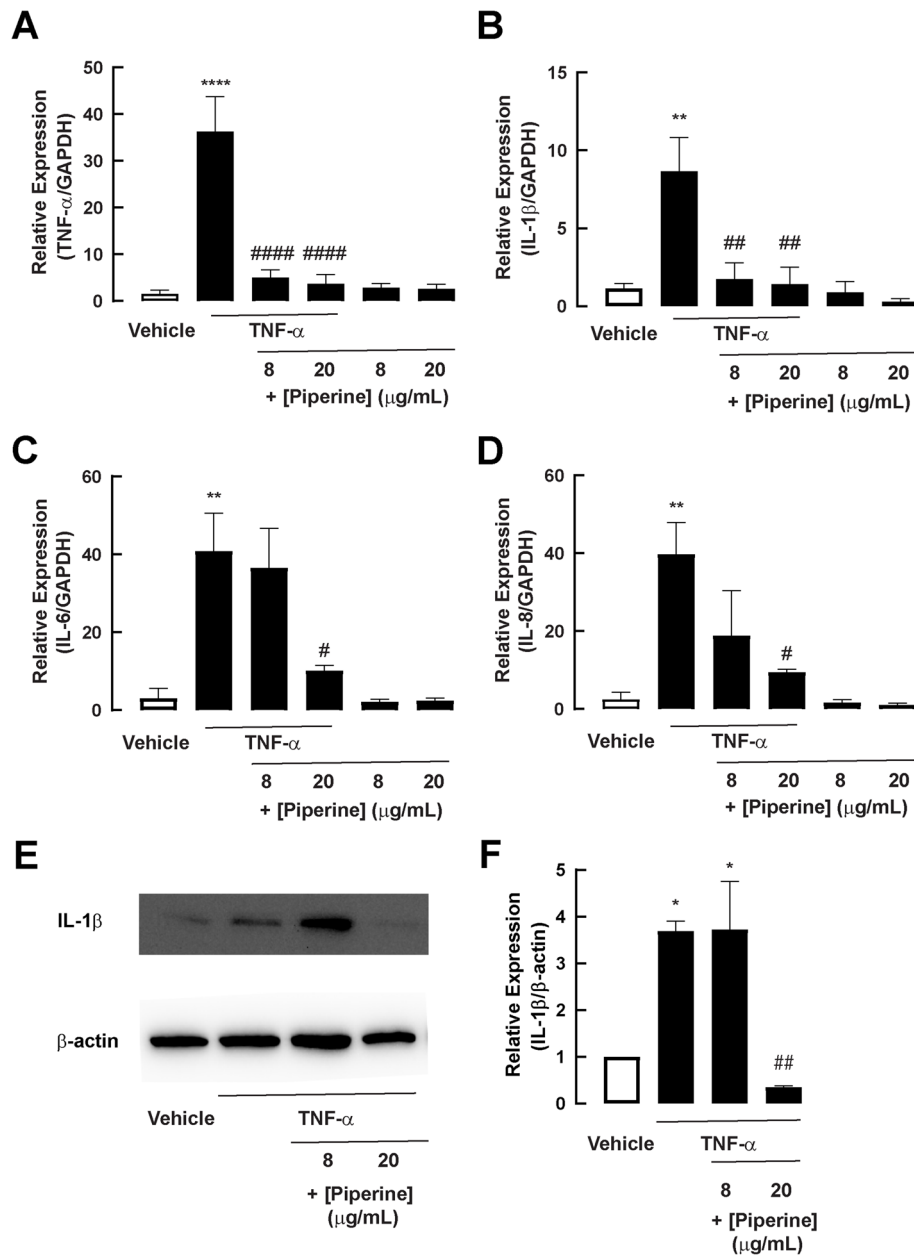 A
Relative Expression
(TNF-α/GAPDH)
50
40
30
20
10
0
****
####
####
Vehicle
TNF-α
8
20
8
20
+ [Piperine] (μg/mL)
B
Relative Expression
(IL-1β/GAPDH)
15
10
5
0
**
##
##
Vehicle
TNF-α
8
20
8
20
+ [Piperine] (μg/mL)
C
Relative Expression
(IL-6/GAPDH)
60
40
20
0
**
#
Vehicle
TNF-α
8
20
8
20
+ [Piperine] (μg/mL)
D
Relative Expression
(IL-8/GAPDH)
60
40
20
0
**
#
Vehicle
TNF-α
8
20
8
20
+ [Piperine] (μg/mL)
E
IL-1β
β-actin
Vehicle
TNF-α
8
20
+ [Piperine]
(μg/mL)
F
Relative Expression
(IL-1β/β-actin)
5
4
3
2
1
0
*
*
##
Vehicle
TNF-α
8
20
+ [Piperine]
(μg/mL)